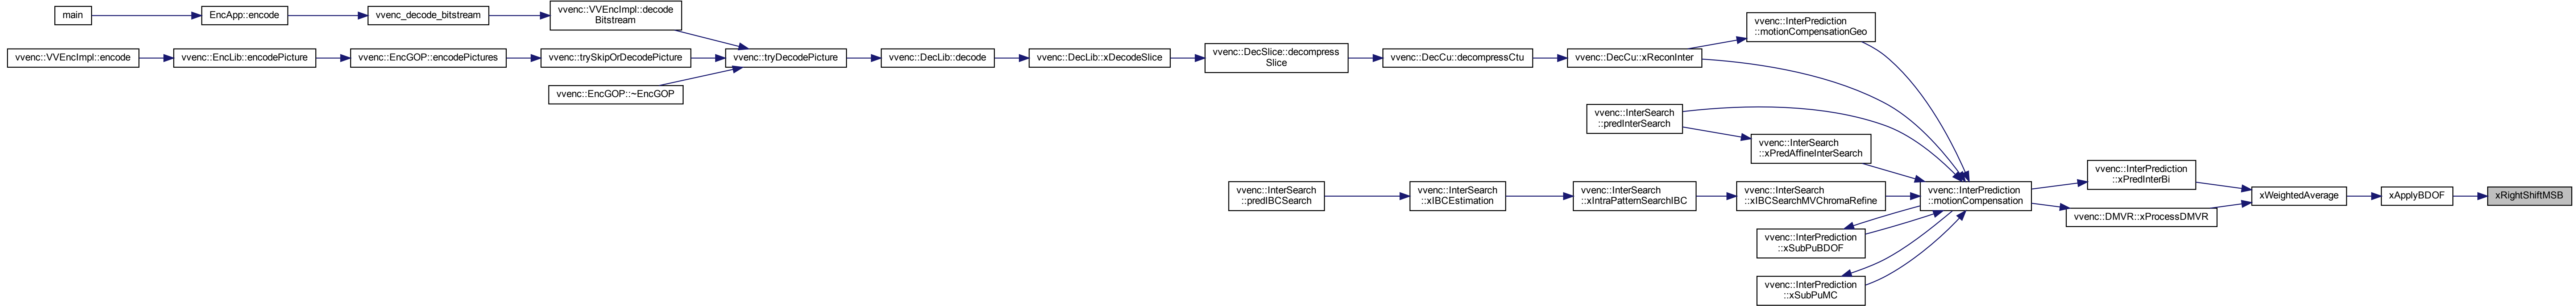 main
EncApp::encode
vvenc_decode_bitstream
vvenc::VVEncImpl::decode
Bitstream
vvenc::VVEncImpl::encode
vvenc::EncLib::encodePicture
vvenc::EncGOP::encodePictures
vvenc::trySkipOrDecodePicture
vvenc::tryDecodePicture
vvenc::DecLib::decode
vvenc::DecLib::xDecodeSlice
vvenc::DecSlice::decompress
Slice
vvenc::DecCu::decompressCtu
vvenc::DecCu::xReconInter
vvenc::InterPrediction
::motionCompensationGeo
vvenc::EncGOP::~EncGOP
vvenc::InterSearch
::predInterSearch
vvenc::InterSearch
::xPredAffineInterSearch
vvenc::InterSearch
::predIBCSearch
vvenc::InterSearch
::xIBCEstimation
vvenc::InterSearch
::xIntraPatternSearchIBC
vvenc::InterSearch
::xIBCSearchMVChromaRefine
vvenc::InterPrediction
::motionCompensation
vvenc::InterPrediction
::xPredInterBi
vvenc::DMVR::xProcessDMVR
xWeightedAverage
xApplyBDOF
xRightShiftMSB
vvenc::InterPrediction
::xSubPuBDOF
vvenc::InterPrediction
::xSubPuMC